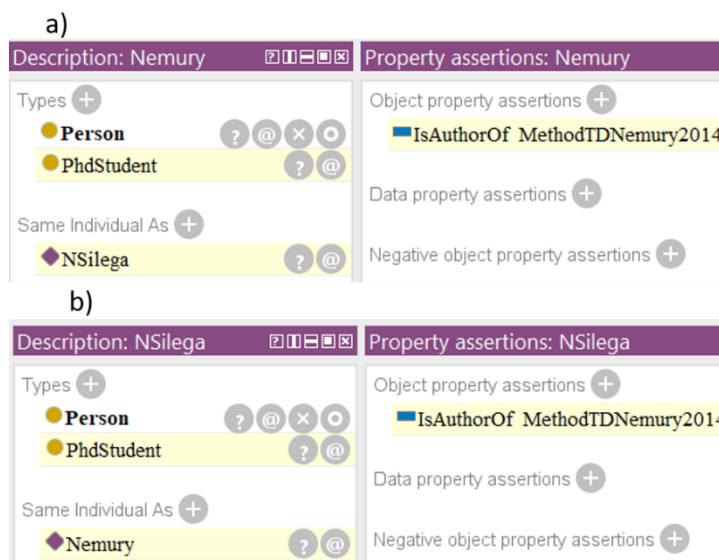 a)
Description: Nemury
Property assertions: Nemury
Types
Object property assertions
Person
IsAuthorOf MethodTDNemury2014
PhdStudent
Data property assertions
Same Individual As
NSilega
Negative object property assertions
b)
Description: NSilega
Property assertions: NSilega
Types
Object property assertions
Person
IsAuthorOf MethodTDNemury2014
PhdStudent
Data property assertions
Same Individual As
Nemury
Negative object property assertions